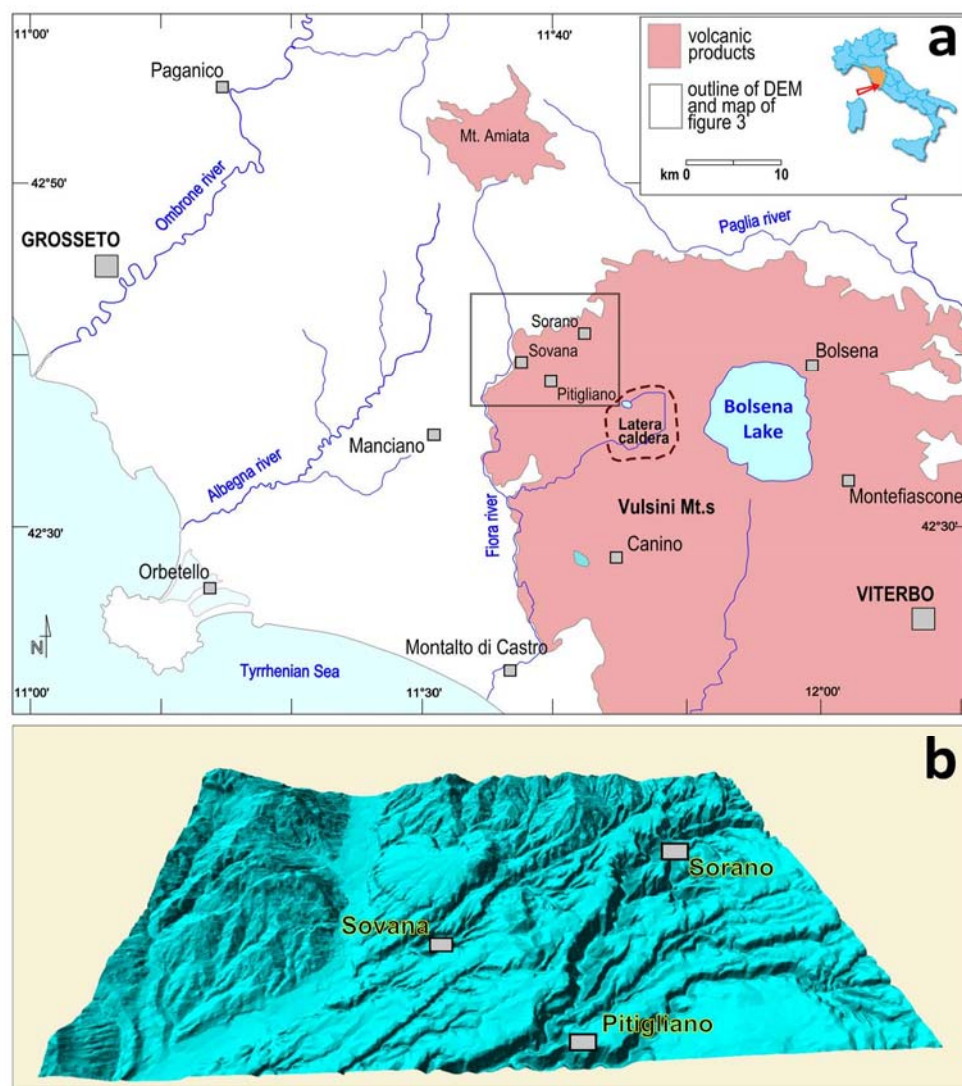 11°00'
11°40'
volcanic
products
a
outline of DEM
and map of
figure 3
km 0 10
Paganico
Mt. Amiata
42°50'
Ombrone river
Paglia river
GROSSETO
Sorano
Sovana
Bolsena
Pitigliano
Latera
caldera
Bolsena
Lake
Manciano
Albegna river
Montefiascone
Fiora river
Vulsini Mt.s
42°30'
42°30'
Canino
Orbetello
VITERBO
N
Montalto di Castro
Tyrrhenian Sea
11°00'
11°30'
12°00'
b
Sorano
Sovana
Pitigliano